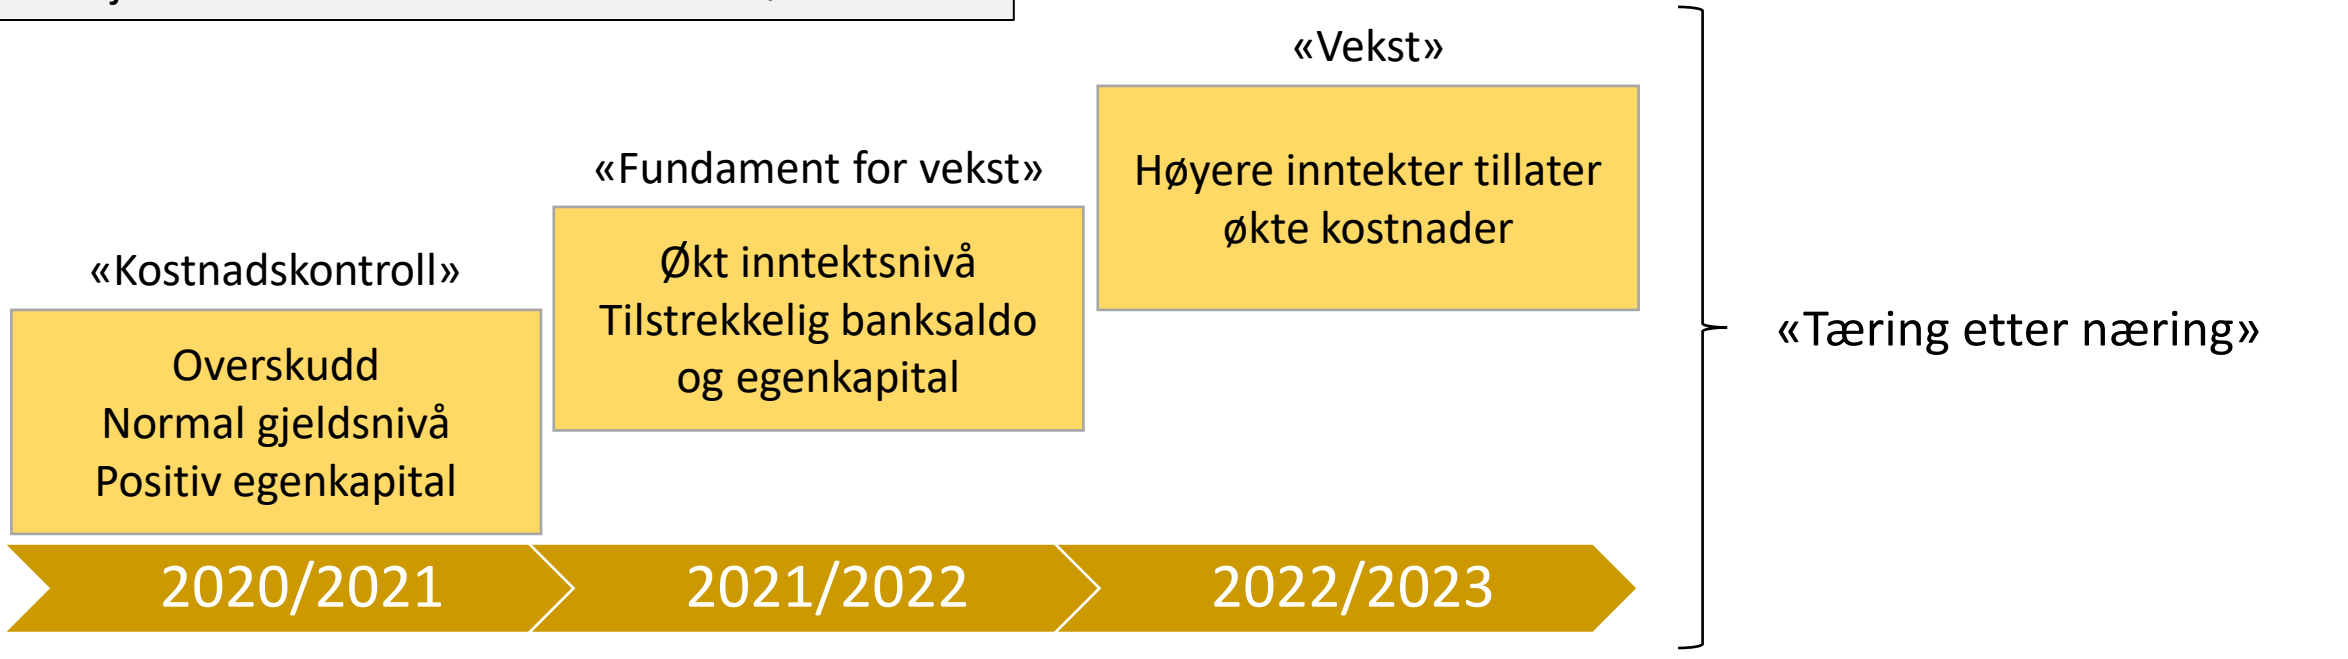 «Vekst»
Høyere inntekter tillater
økte kostnader
«Fundament for vekst»
Økt inntektsnivå
Tilstrekkelig banksaldo
og egenkapital
«Kostnadskontroll»
Overskudd
Normal gjeldsnivå
Positiv egenkapital
«Tæring etter næring»
2020/2021
2021/2022
2022/2023